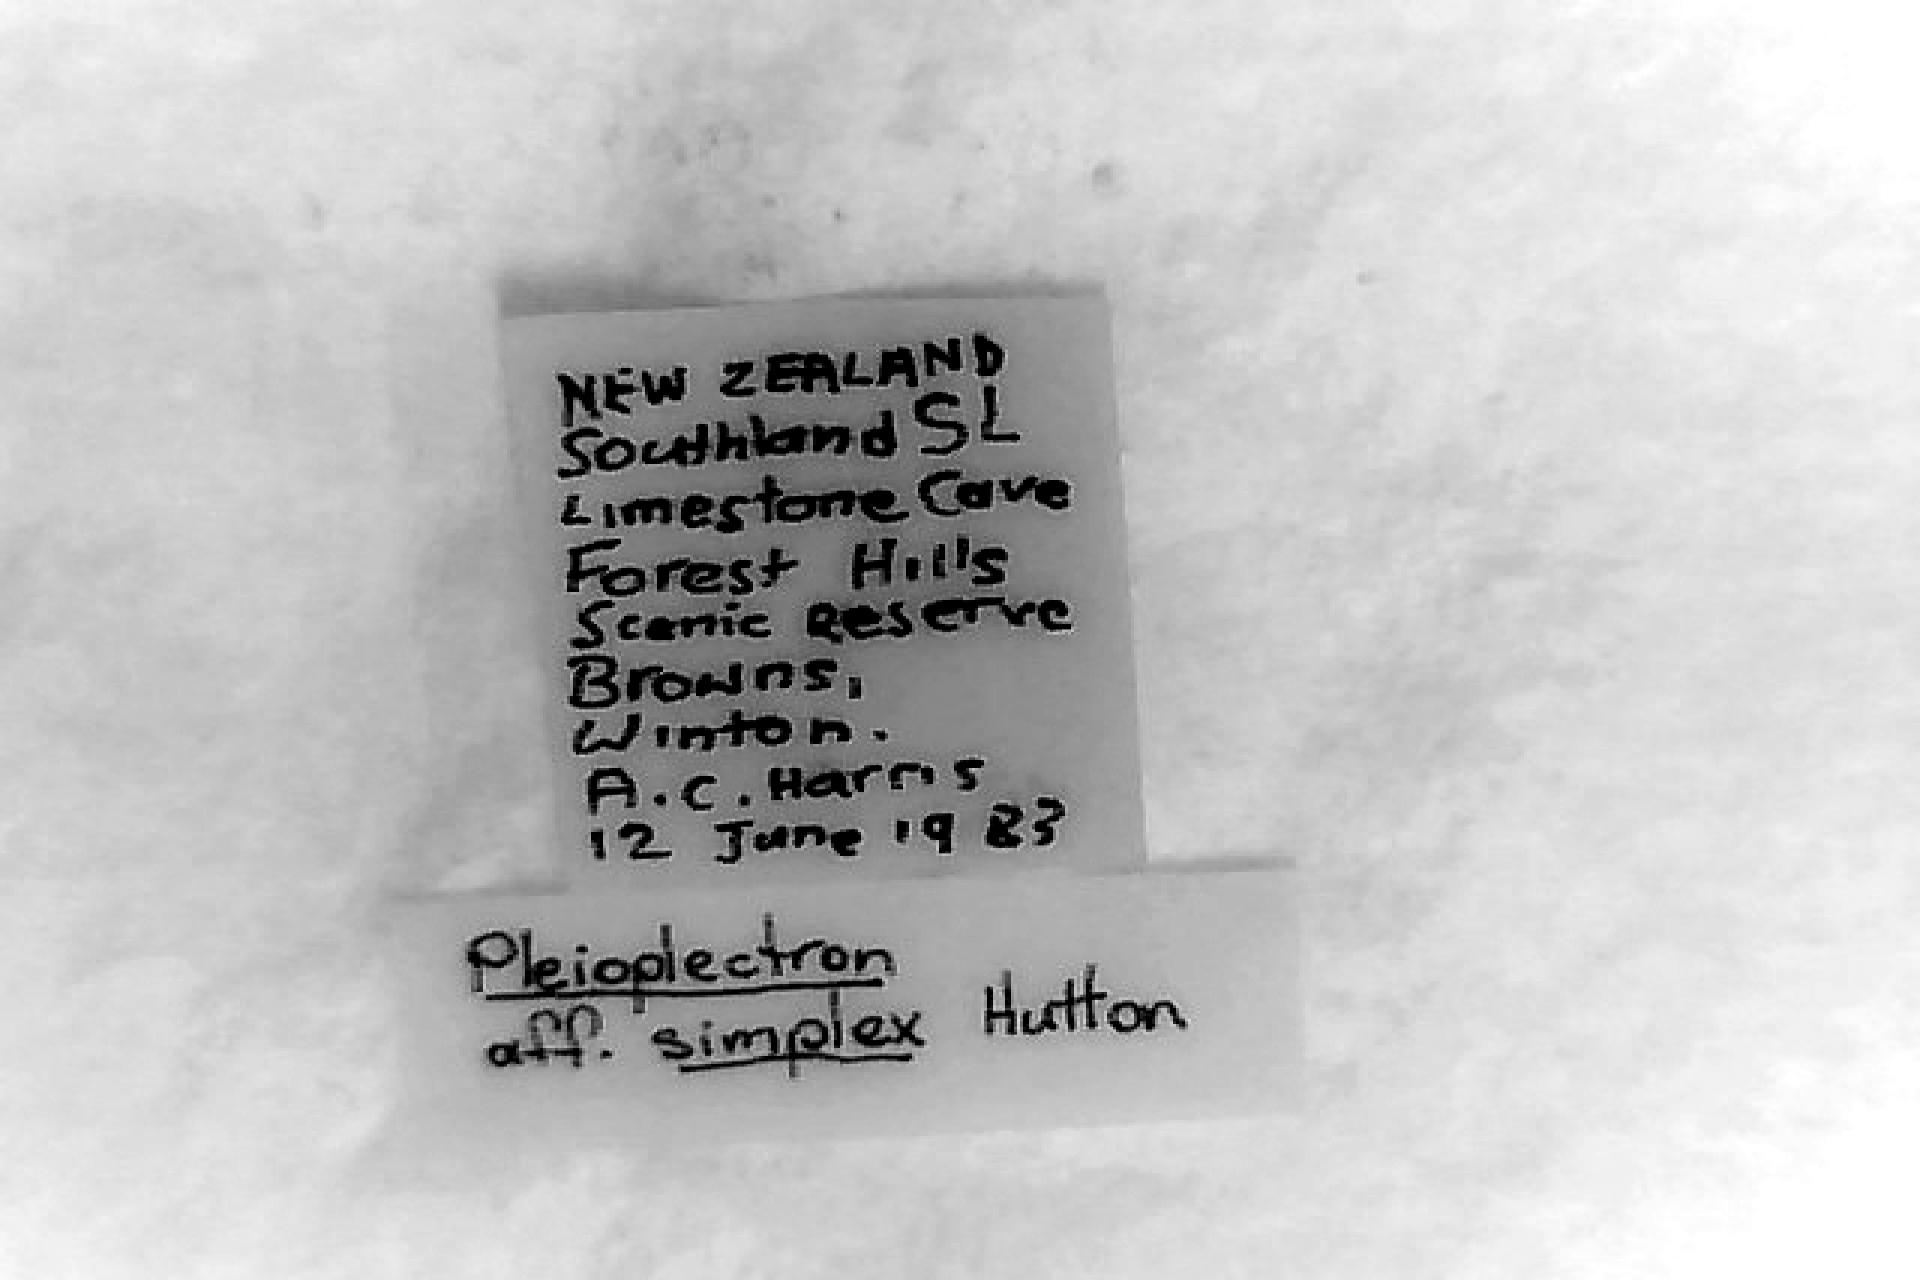 NEW ZEALAND
Southland SL
Limestone Cave
Forest Hills
Scenic Reserve
Browns,
Winton.
A.C. Harris
12 June 1983
Pleioplectron
aff. simplex Hutton